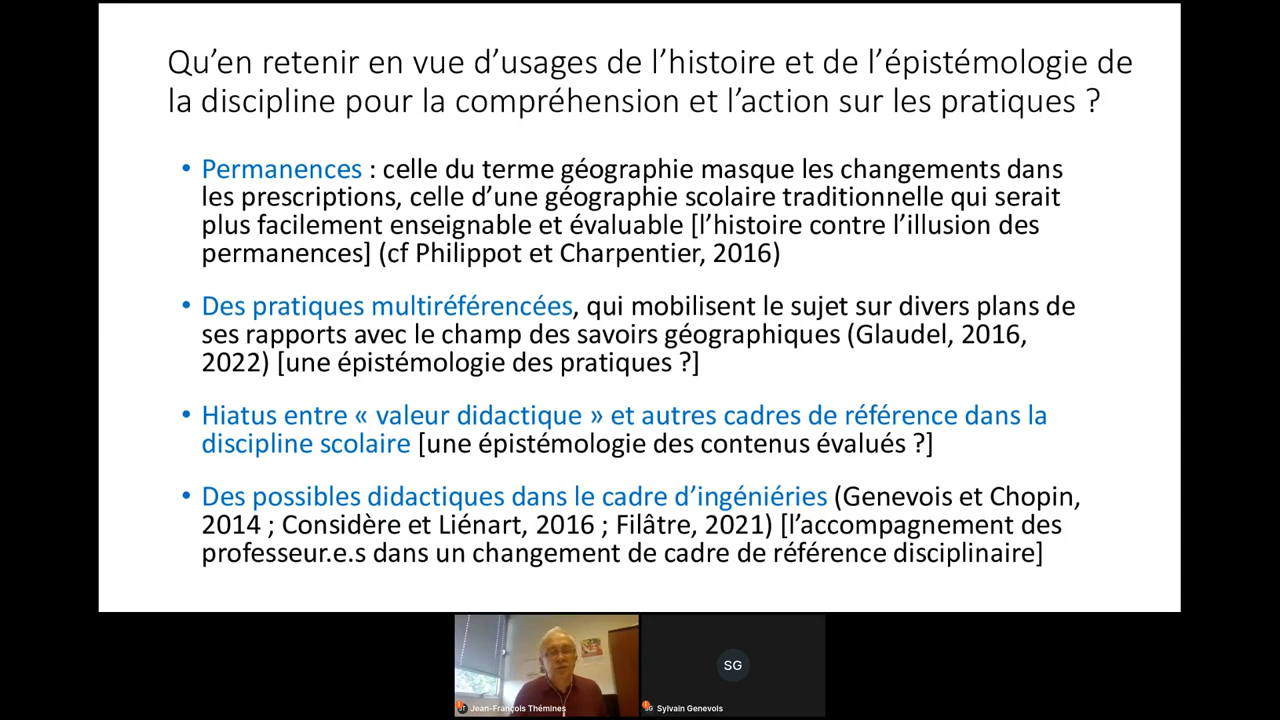 Qu'en retenir en vue d'usages de l'histoire et de l'épistémologie de
la discipline pour la compréhension et l'action sur les pratiques ?
• Permanences : celle du terme géographie masque les changements dans
les prescriptions, celle d'une géographie scolaire traditionnelle qui serait
plus facilement enseignable et évaluable [l'histoire contre l'illusion des
permanences] (cf Philippot et Charpentier, 2016)
• Des pratiques multiréférencées, qui mobilisent le sujet sur divers plans de
ses rapports avec le champ des savoirs géographiques (Glaudel, 2016,
2022) [une épistémologie des pratiques ?]
• Hiatus entre « valeur didactique » et autres cadres de référence dans la
discipline scolaire [une épistémologie des contenus évalués ?]
• Des possibles didactiques dans le cadre d'ingéniéries (Genevois et Chopin,
2014 ; Considère et Liénart, 2016 ; Filâtre, 2021) [l'accompagnement des
professeur.e.s dans un changement de cadre de référence disciplinaire]
SG
Jean-François Thémines
Sylvain Genevois